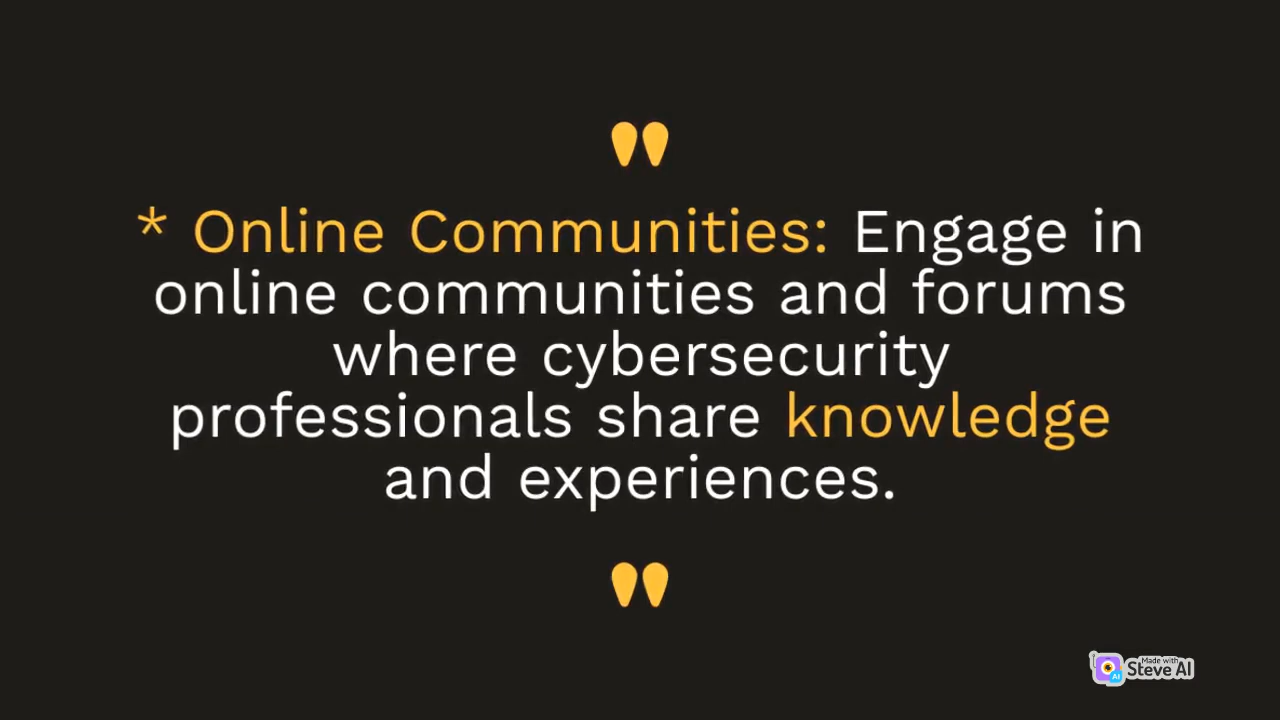 "
* Online Communities: Engage in
online communities and forums
where cybersecurity
professionals share knowledge
and experiences.
"
Made with
Steve AI
AI